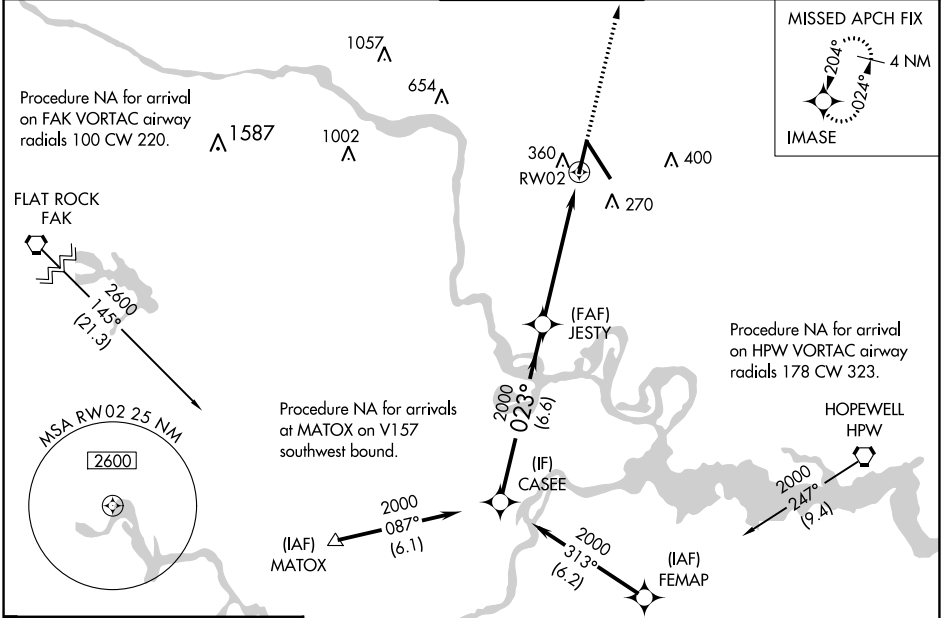 MISSED APCH FIX
204°
024°
4 NM
IMASE
1057
654
1587
1002
Procedure NA for arrival
on FAK VORTAC airway
radials 100 CW 220.
360
RW02
400
270
FLAT ROCK
FAK
2600
145°
(21.3)
(FAF)
JESTY
Procedure NA for arrival
on HPW VORTAC airway
radials 178 CW 323.
2000
023°
(6.6)
Procedure NA for arrivals
at MATOX on V157
southwest bound.
HOPEWELL
HPW
MSA RW02 25 NM
2600
(IF)
CASEE
2000
247°
(9.4)
2000
087°
(6.1)
(IAF)
MATOX
2000
313°
(6.2)
(IAF)
FEMAP